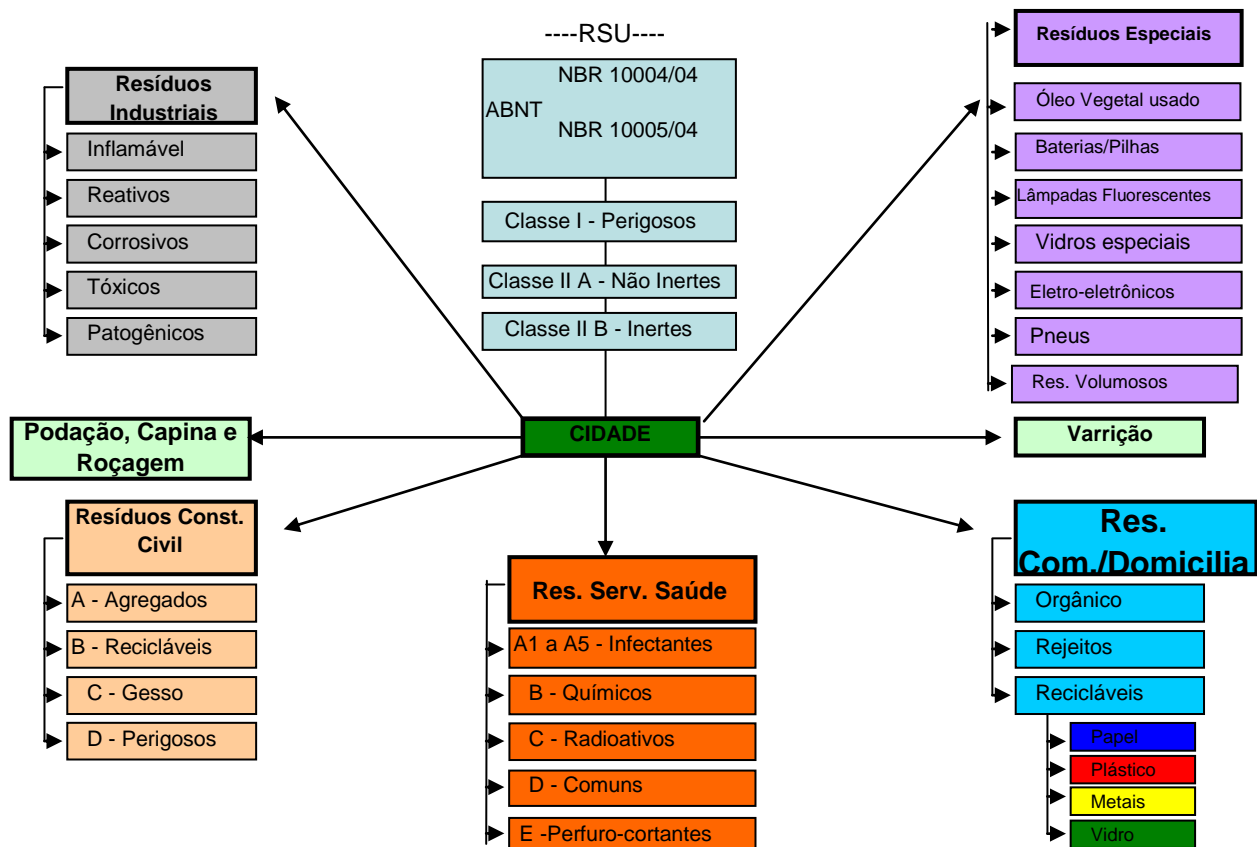 ----RSU----
NBR 10004/04
ABNT
NBR 10005/04
Classe I - Perigosos
Classe II A - Não Inertes
Classe II B - Inertes
Resíduos
Industriais
Inflamável
Reativos
Corrosivos
Tóxicos
Patogênicos
Resíduos Especiais
Óleo Vegetal usado
Baterias/Pilhas
Lâmpadas Fluorescentes
Vidros especiais
Eletro-eletrônicos
Pneus
Res. Volumosos
Podação, Capina e
Roçagem
CIDADE
Varrição
Resíduos Const.
Civil
A - Agregados
B - Recicláveis
C - Gesso
D - Perigosos
Res. Serv. Saúde
A1 a A5 - Infectantes
B - Químicos
C - Radioativos
D - Comuns
E -Perfuro-cortantes
Res.
Com./Domicilia
Orgânico
Rejeitos
Recicláveis
Papel
Plástico
Metais
Vidro